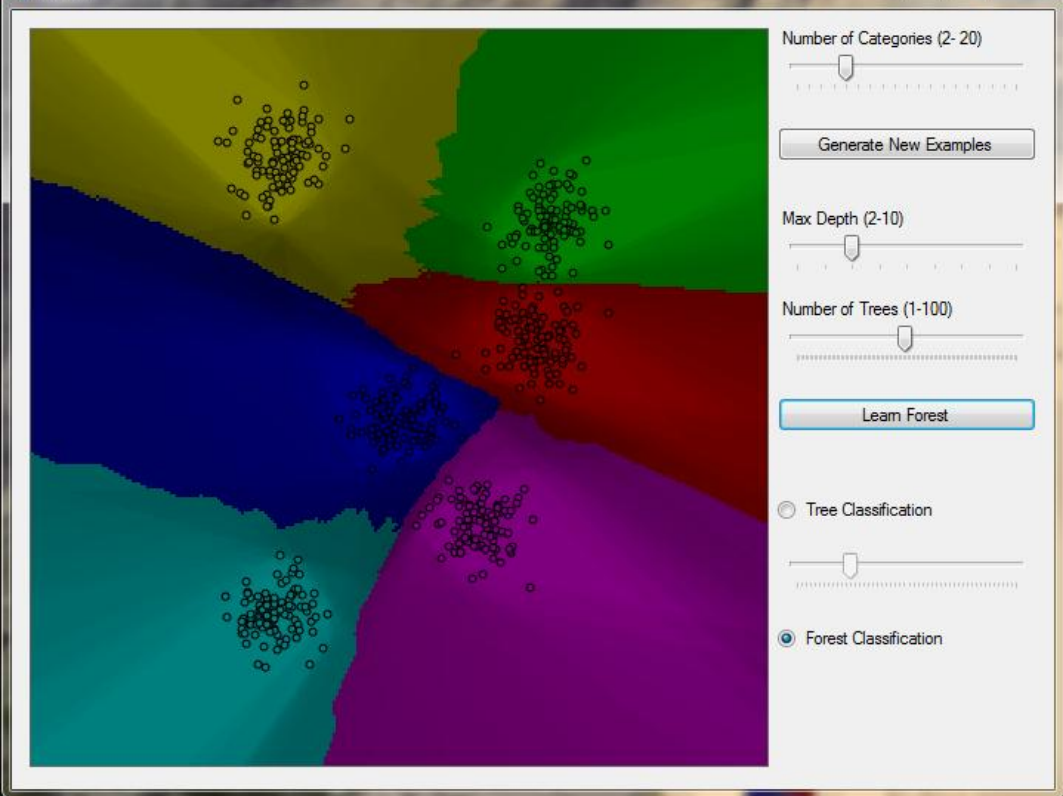 Number of Categories (2- 20)
Generate New Examples
Max Depth (2-10)
Number of Trees (1-100)
Learn Forest
Tree Classification
Forest Classification